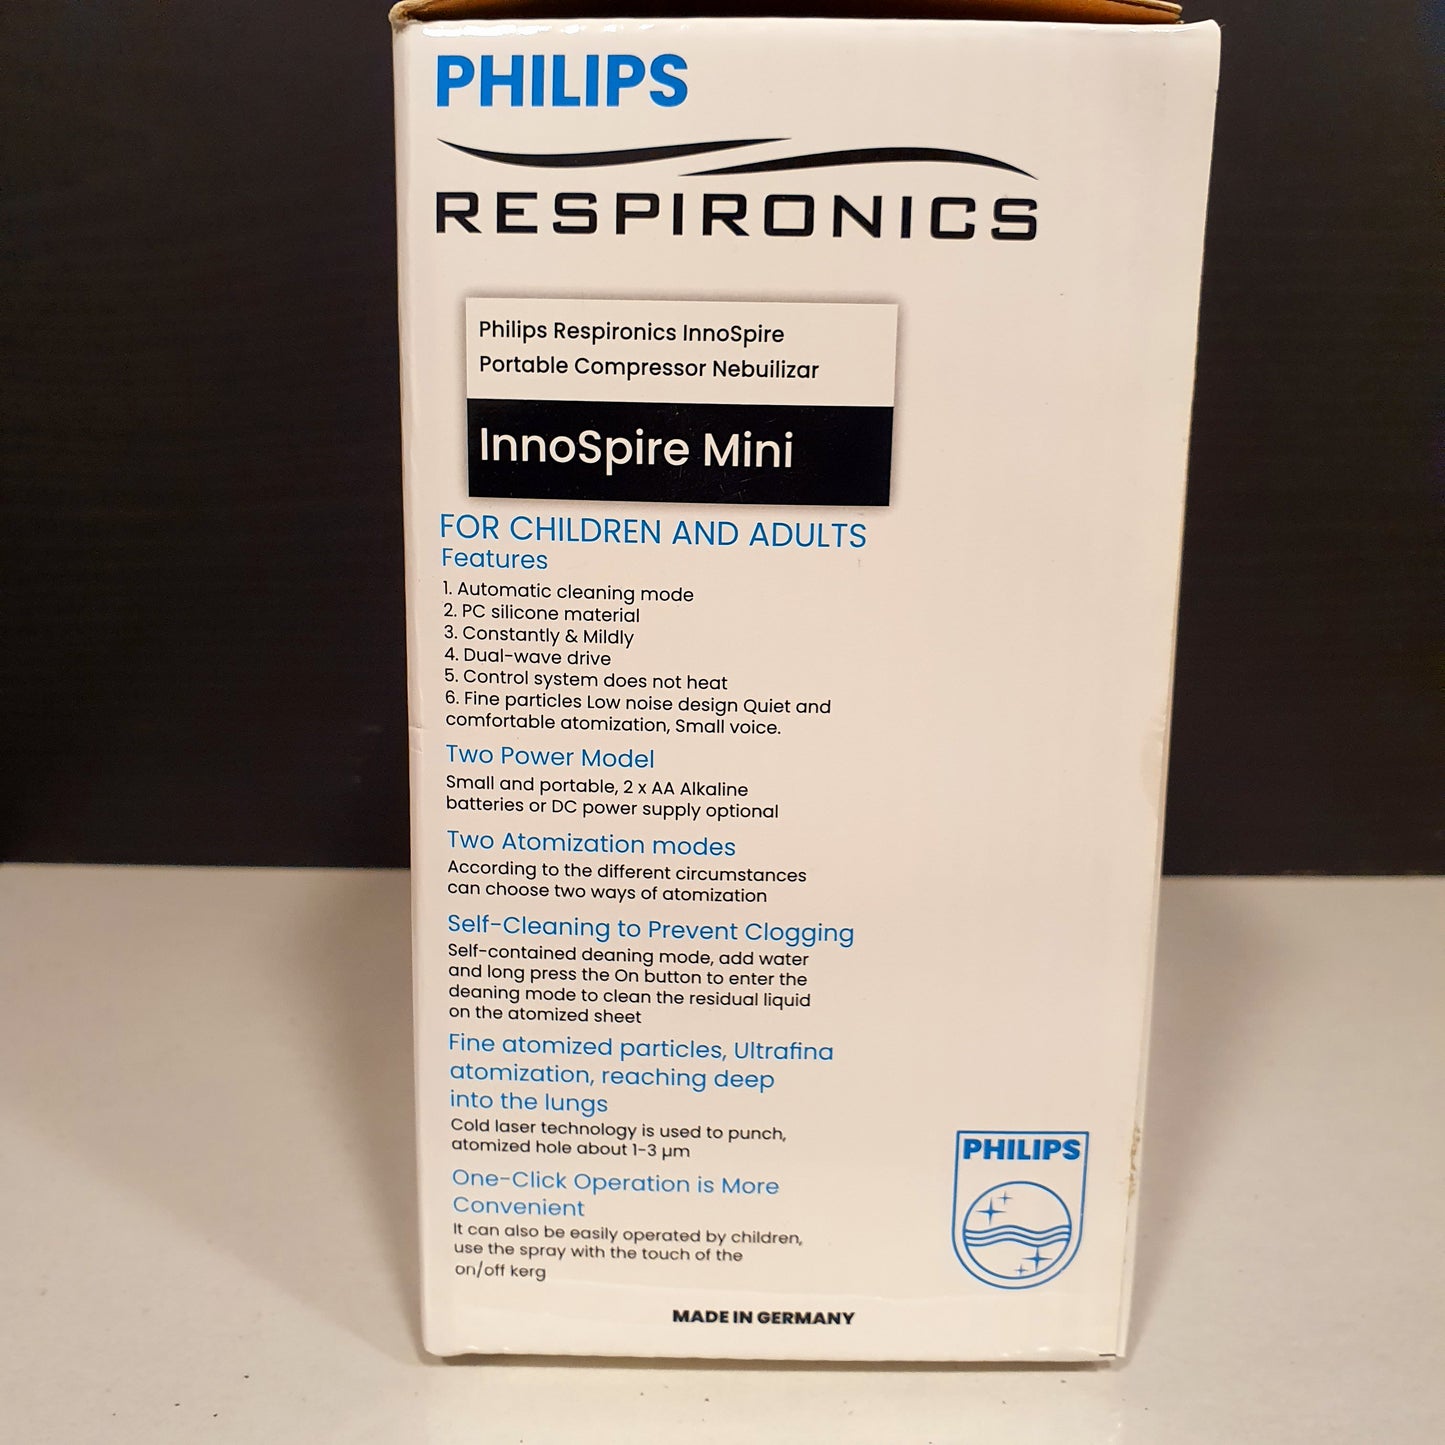 PHILIPS
RESPIRONICS
Philips Respironics InnoSpire
Portable Compressor Nebuilizar
InnoSpire Mini
FOR CHILDREN AND ADULTS
Features
1. Automatic cleaning mode
2. PC silicone material
3. Constantly & Mildly
4. Dual-wave drive
5. Control system does not heat
6. Fine particles Low noise design Quiet and
comfortable atomization, Small voice.
Two Power Model
Small and portable, 2 x AA Alkaline
batteries or DC power supply optional
Two Atomization modes
According to the different circumstances
can choose two ways of atomization
Self-Cleaning to Prevent Clogging
Self-contained deaning mode, add water
and long press the On button to enter the
deaning mode to clean the residual liquid
on the atomized sheet
Fine atomized particles, Ultrafina
atomization, reaching deep
into the lungs
Cold laser technology is used to punch,
atomized hole about 1-3 µm
One-Click Operation is More
Convenient
It can also be easily operated by children,
use the spray with the touch of the
on/off kerg
PHILIPS
MADE IN GERMANY